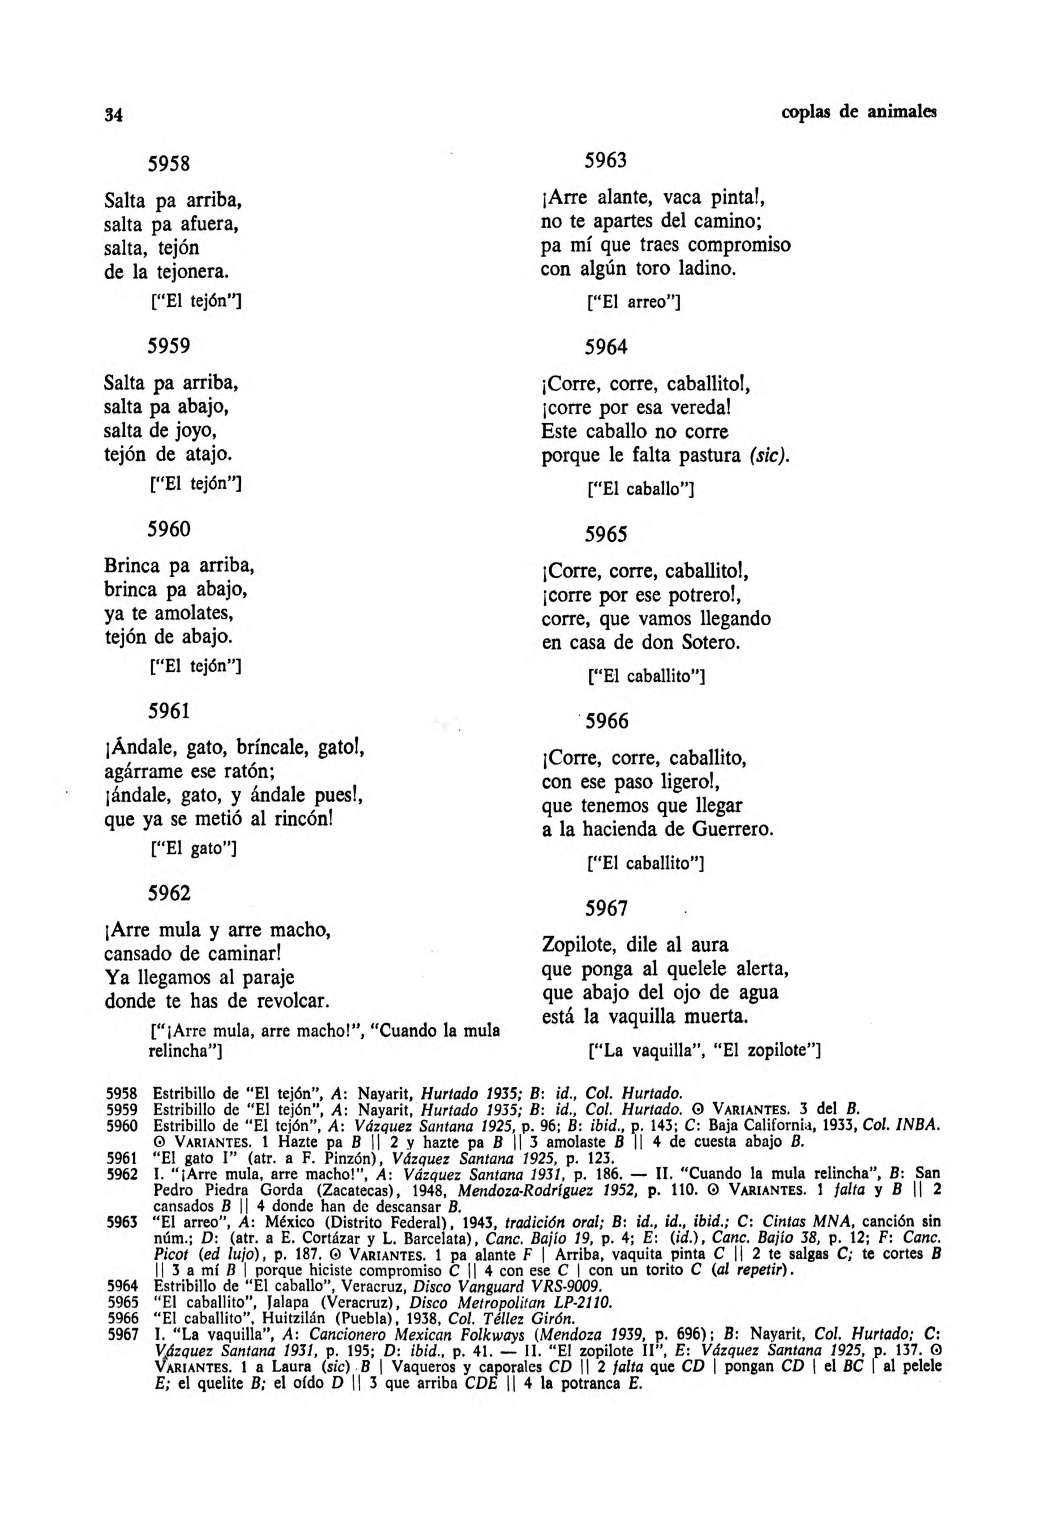 34
coplas de animales
5958
Salta pa arriba,
salta pa afuera,
salta, tejón
de la tejonera.
["El tejón"]
5959
Salta pa arriba,
salta pa abajo,
salta de joyo,
tejón de atajo.
["El tejón"]
5960
Brinca pa arriba,
brinca pa abajo,
ya te amolates,
tejón de abajo.
["El tejón"]
5961
¡Ándale, gato, bríncale, gato!,
agárrame ese ratón;
¡ándale, gato, y ándale pues!,
que ya se metió al rincón!
["El gato"]
5962
¡Arre mula y arre macho,
cansado de caminar!
Ya llegamos al paraje
donde te has de revolcar.
["¡Arre mula, arre macho!", "Cuando la mula
relincha"]
5963
¡Arre alante, vaca pinta!,
no te apartes del camino;
pa mí que traes compromiso
con algún toro ladino.
["El arreo"]
5964
¡Corre, corre, caballito!,
¡corre por esa vereda!
Este caballo no corre
porque le falta pastura (sic).
["El caballo"]
5965
¡Corre, corre, caballito!,
¡corre por ese potrero!,
corre, que vamos llegando
en casa de don Sotero.
["El caballito"]
5966
¡Corre, corre, caballito,
con ese paso ligero!,
que tenemos que llegar
a la hacienda de Guerrero.
["El caballito"]
5967
Zopilote, dile al aura
que ponga al quelele alerta,
que abajo del ojo de agua
está la vaquilla muerta.
["La vaquilla", "El zopilote"]
5958 Estribillo de "El tejón", A: Nayarit, Hurtado 1935; B: id., Col. Hurtado.
5959 Estribillo de "El tejón", A: Nayarit, Hurtado 1935; B: id., Col. Hurtado. ⊙ VARIANTES. 3 del B.
5960 Estribillo de "El tejón", A: Vázquez Santana 1925, p. 96; B: ibid., p. 143; C: Baja California, 1933, Col. INBA.
⊙ VARIANTES. 1 Hazte pa B || 2 y hazte pa B || 3 amolaste B || 4 de cuesta abajo B.
5961 "El gato I" (atr. a F. Pinzón), Vázquez Santana 1925, p. 123.
5962 I. "¡Arre mula, arre macho!", A: Vázquez Santana 1931, p. 186. — II. "Cuando la mula relincha", B: San
Pedro Piedra Gorda (Zacatecas), 1948, Mendoza-Rodríguez 1952, p. 110. ⊙ VARIANTES. 1 falta y B || 2
cansados B || 4 donde han de descansar B.
5963 "El arreo", A: México (Distrito Federal), 1943, tradición oral; B: id., id., ibid.; C: Cintas MNA, canción sin
núm.; D: (atr. a E. Cortázar y L. Barcelata), Canc. Bajío 19, p. 4; E: (id.), Canc. Bajío 38, p. 12; F: Canc.
Picot (ed lujo), p. 187. ⊙ VARIANTES. 1 pa alante F | Arriba, vaquita pinta C || 2 te salgas C; te cortes B
|| 3 a mí B | porque hiciste compromiso C || 4 con ese C | con un torito C (al repetir).
5964 Estribillo de "El caballo", Veracruz, Disco Vanguard VRS-9009.
5965 "El caballito", Jalapa (Veracruz), Disco Metropolitan LP-2110.
5966 "El caballito", Huitzilán (Puebla), 1938, Col. Téllez Girón.
5967 I. "La vaquilla", A: Cancionero Mexican Folkways (Mendoza 1939, p. 696); B: Nayarit, Col. Hurtado; C:
Vázquez Santana 1931, p. 195; D: ibid., p. 41. — II. "El zopilote II", E: Vázquez Santana 1925, p. 137. ⊙
VARIANTES. 1 a Laura (sic) B | Vaqueros y caporales CD || 2 falta que CD | pongan CD | el BC | al pelele
E; el quelite B; el oído D || 3 que arriba CDE || 4 la potranca E.